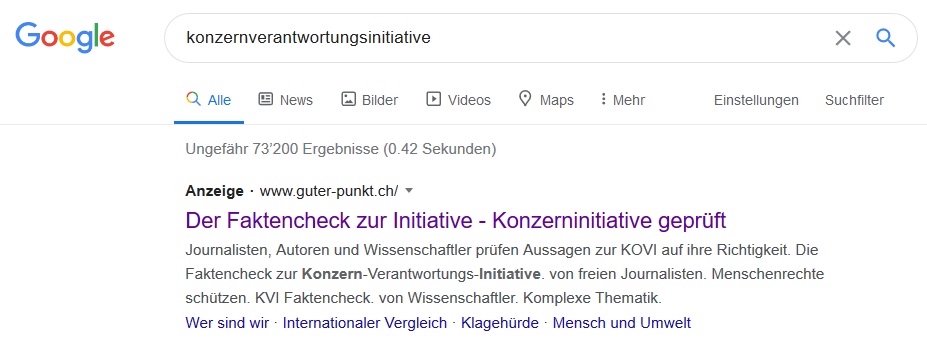 Google
konzernverantwortungsinitiative
Alle News Bilder Videos Maps Mehr Einstellungen Suchfilter
Ungefähr 73’200 Ergebnisse (0.42 Sekunden)
Anzeige · www.guter-punkt.ch/
Der Faktencheck zur Initiative - Konzerninitiative geprüft
Journalisten, Autoren und Wissenschaftler prüfen Aussagen zur KOVI auf ihre Richtigkeit. Die
Faktencheck zur Konzern-Verantwortungs-Initiative. von freien Journalisten. Menschenrechte
schützen. KVI Faktencheck. von Wissenschaftler. Komplexe Thematik.
Wer sind wir · Internationaler Vergleich · Klagehürde · Mensch und Umwelt